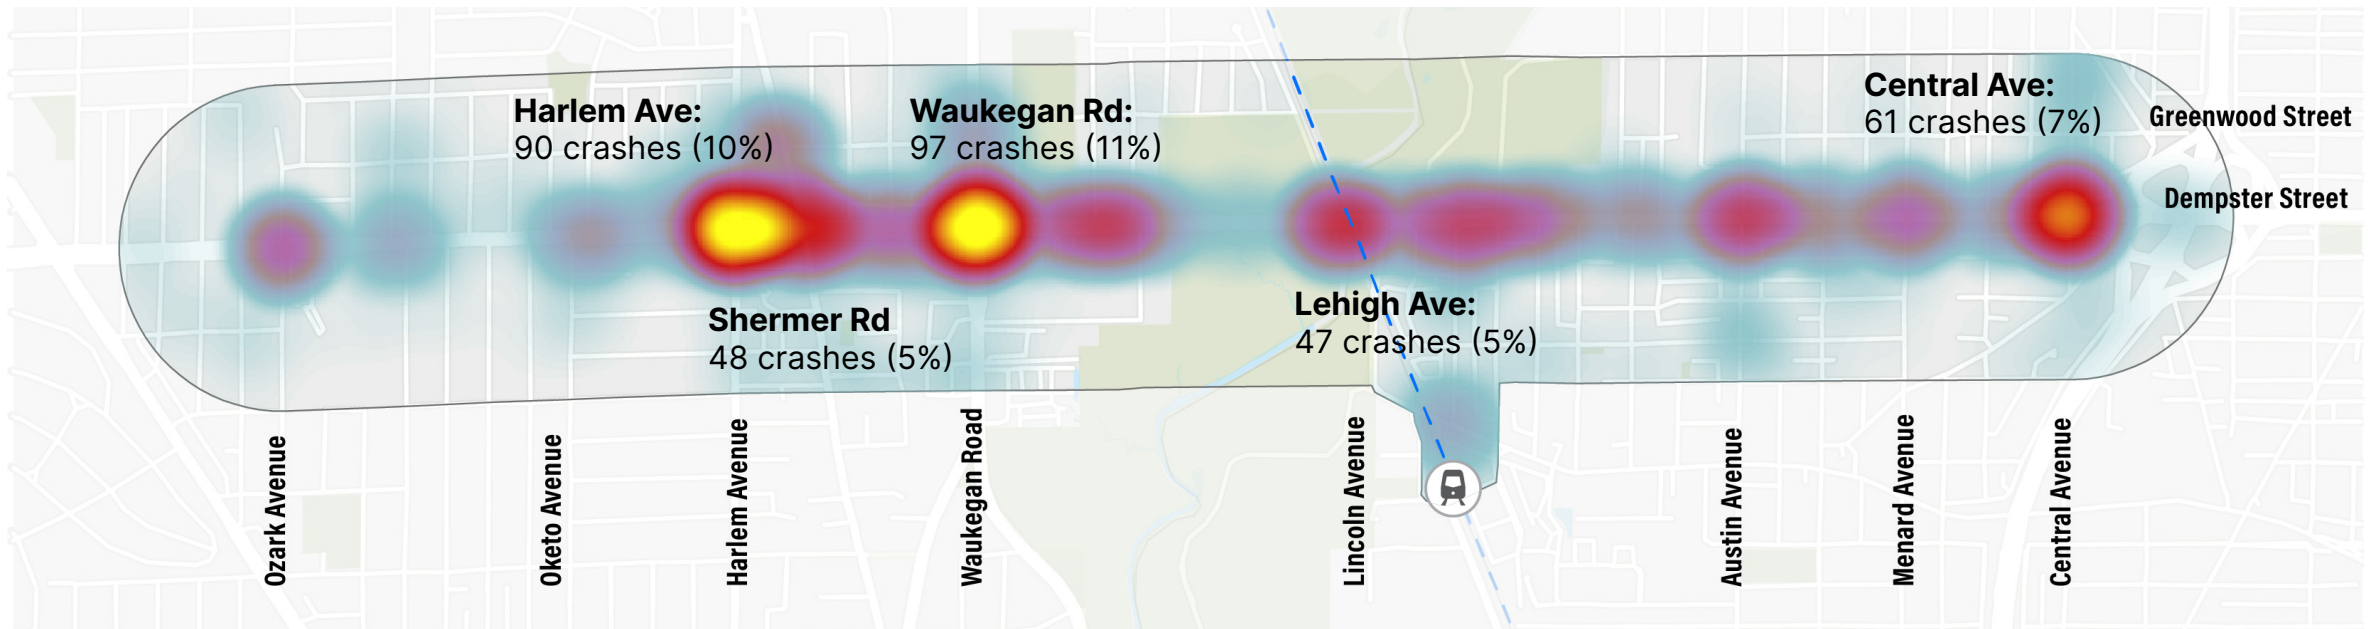 Harlem Ave:
90 crashes (10%)
Waukegan Rd:
97 crashes (11%)
Central Ave:
61 crashes (7%)
Greenwood Street
Dempster Street
Shermer Rd
48 crashes (5%)
Lehigh Ave:
47 crashes (5%)
Ozark Avenue
Oketo Avenue
Harlem Avenue
Waukegan Road
Lincoln Avenue
Austin Avenue
Menard Avenue
Central Avenue